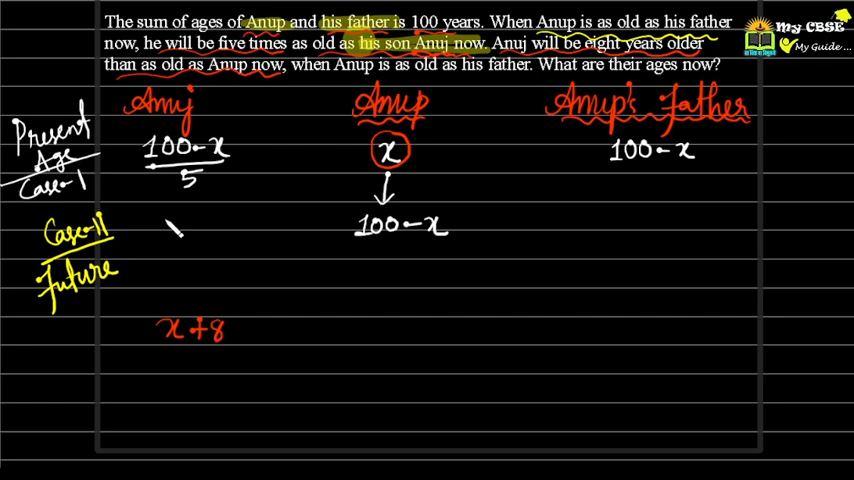 The sum of ages of Anup and his father is 100 years. When Anup is as old as his father
now, he will be five times as old as his son Anuj now. Anuj will be eight years older
than as old as Anup now, when Anup is as old as his father. What are their ages now?
My CBSE
My Guide ...
Anuj Anup Anup's Father
Present
Age
Case-I
100-x
5
x
100-x
Case-II
Future
100-x
x+8